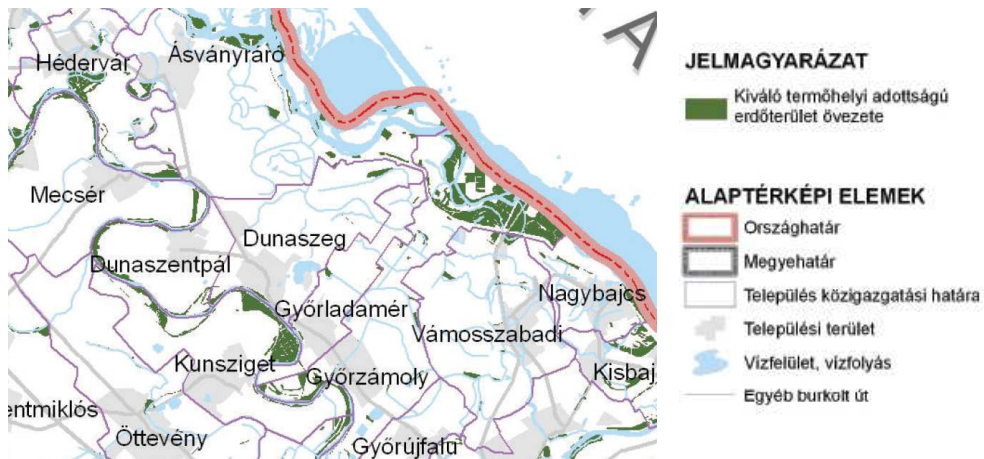 Hédervár
Ásványráró
Á
Mecsér
Dunaszeg
Dunaszentpál
Győrladamér
Nagybajcs
Vámosszabadi
Kunsziget
Győrzámoly
Kisbaj
entmiklós
Öttevény
Győrújfalu
JELMAGYARÁZAT
Kiváló termőhelyi adottságú
erdőterület övezete
ALAPTÉRKÉPI ELEMEK
Országhatár
Megyehatár
Település közigazgatási határa
Települési terület
Vízfelület, vízfolyás
Egyéb burkolt út